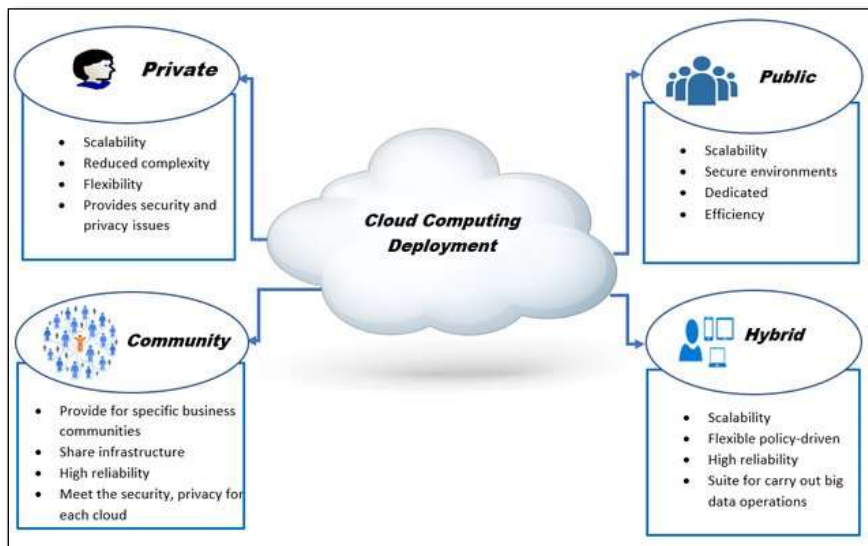 Private
Scalability
Reduced complexity
Flexibility
Provides security and
privacy issues
Public
Scalability
Secure environments
Dedicated
Efficiency
Cloud Computing
Deployment
Community
Provide for specific business
communities
Share infrastructure
High reliability
Meet the security, privacy for
each cloud
Hybrid
Scalability
Flexible policy-driven
High reliability
Suite for carry out big
data operations